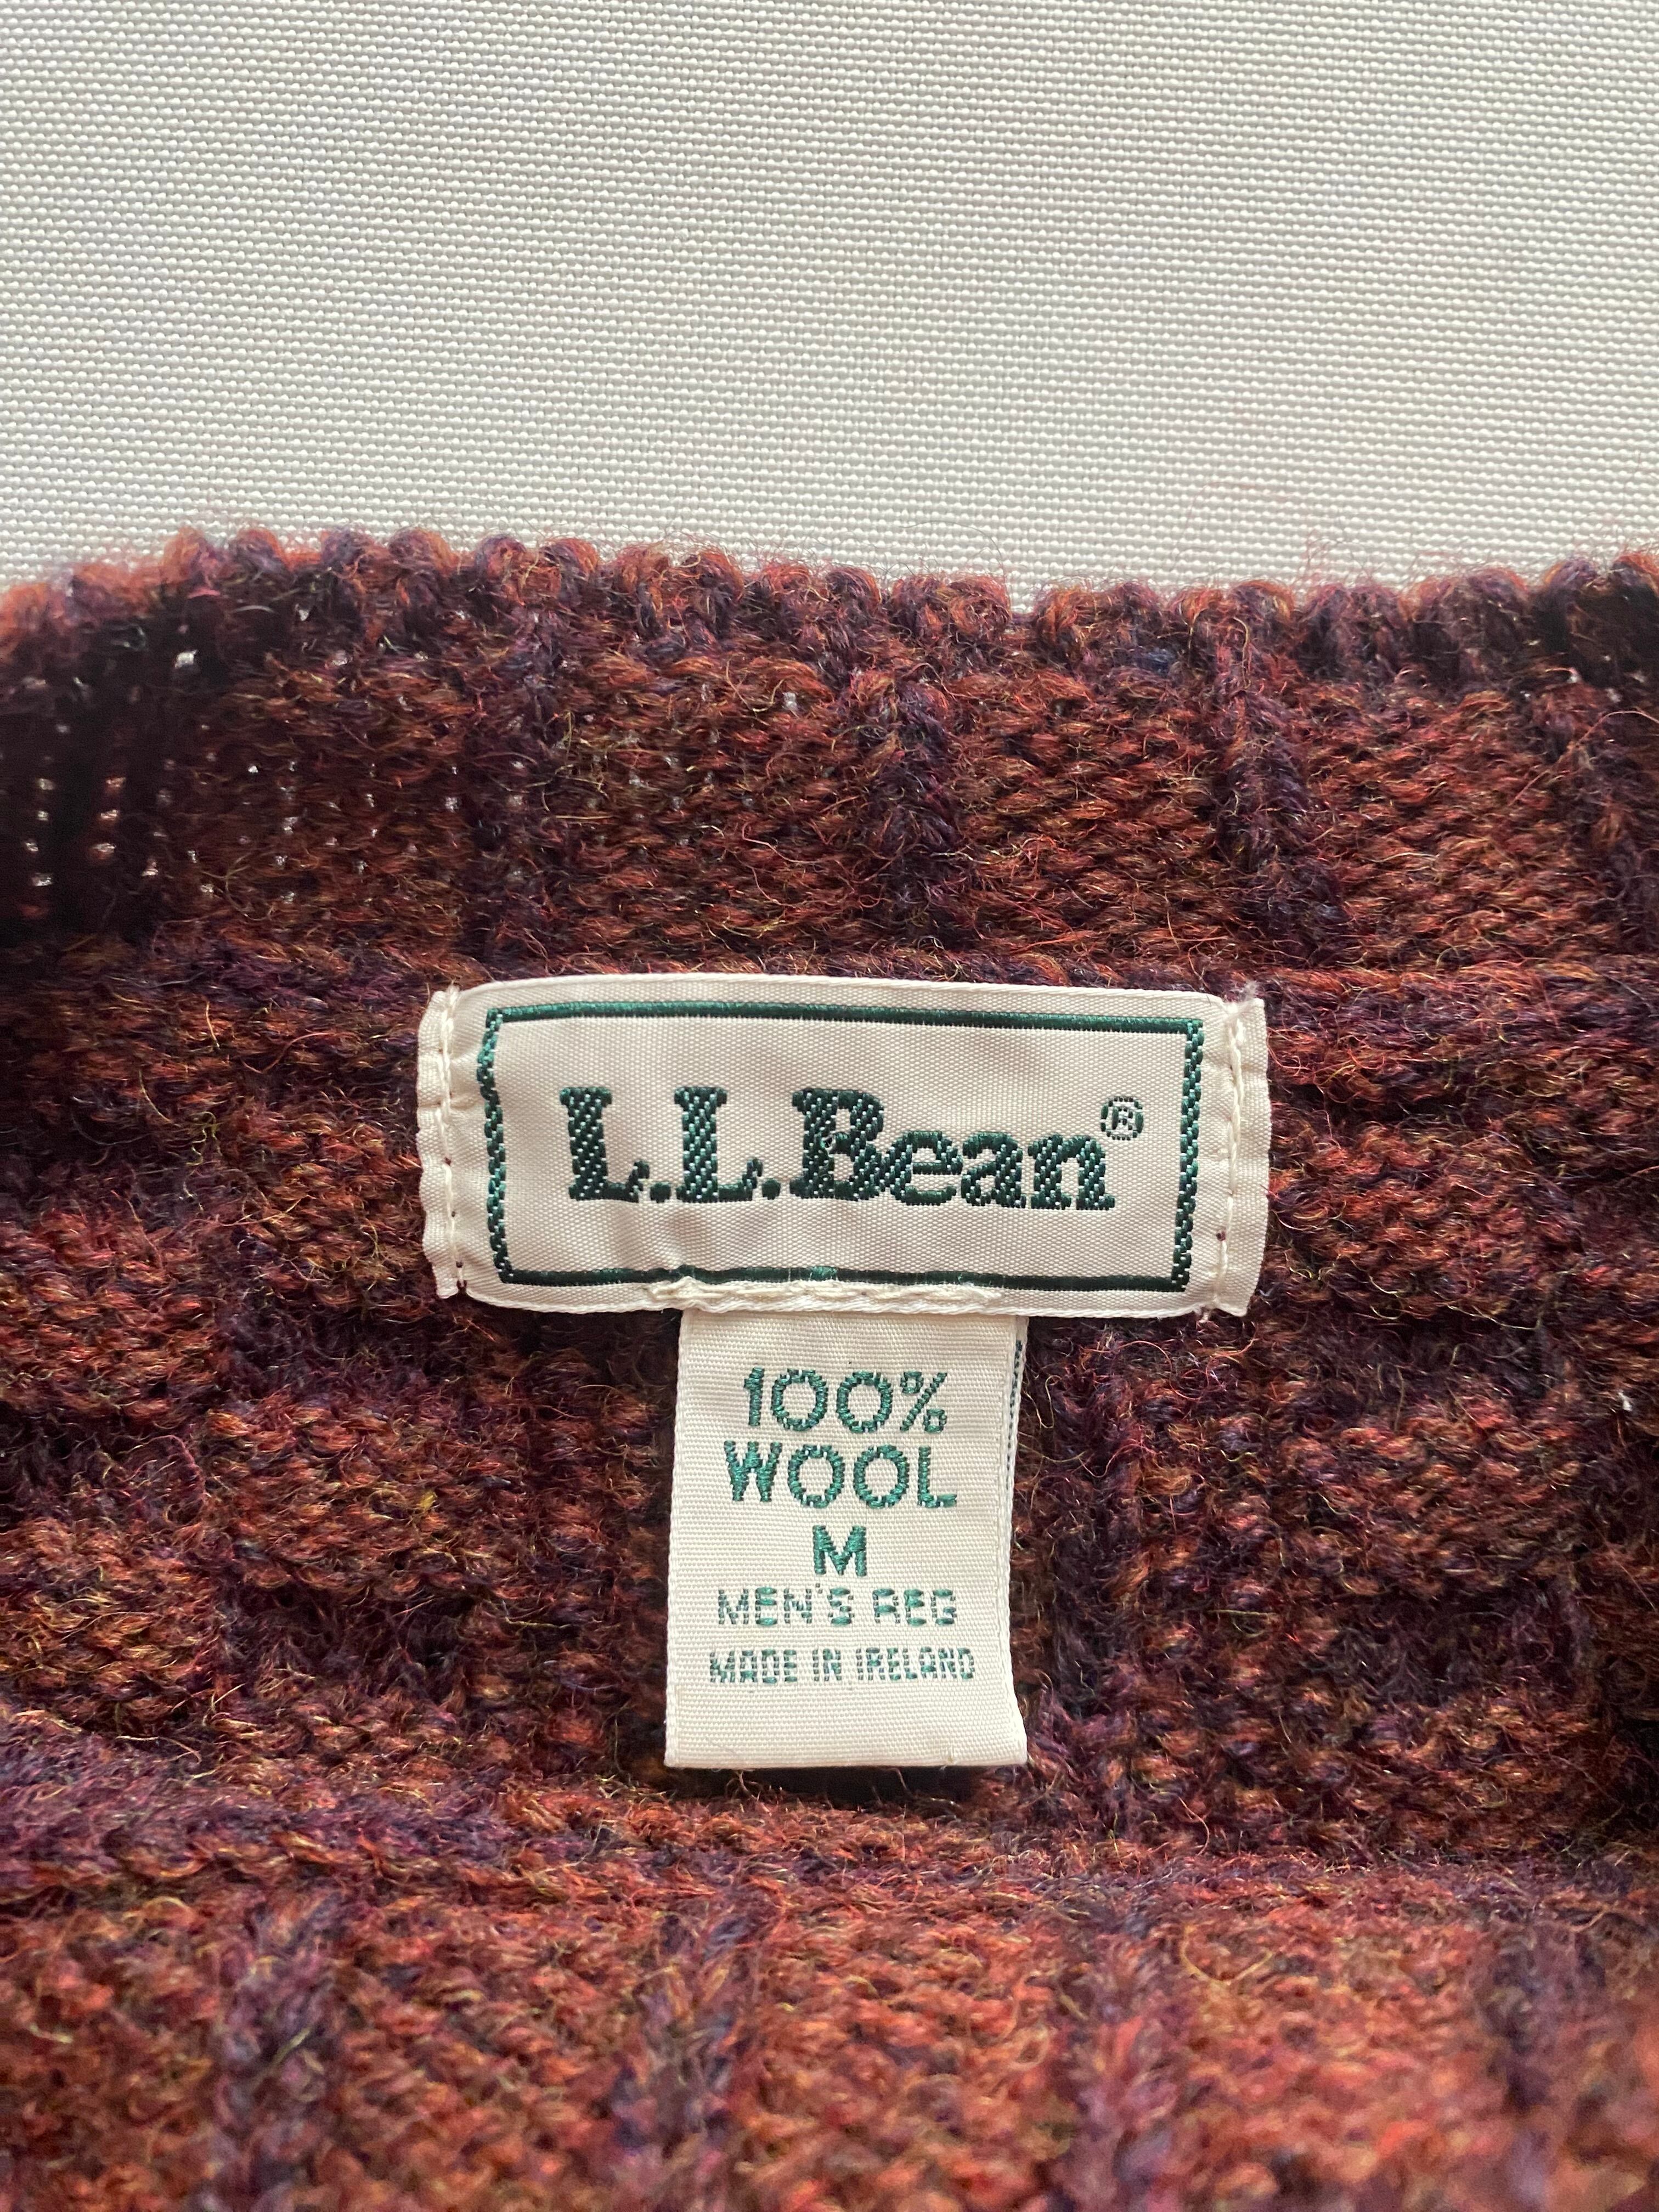 L.L.Bean®
100%
WOOL
M
MEN'S REG
MADE IN IRELAND